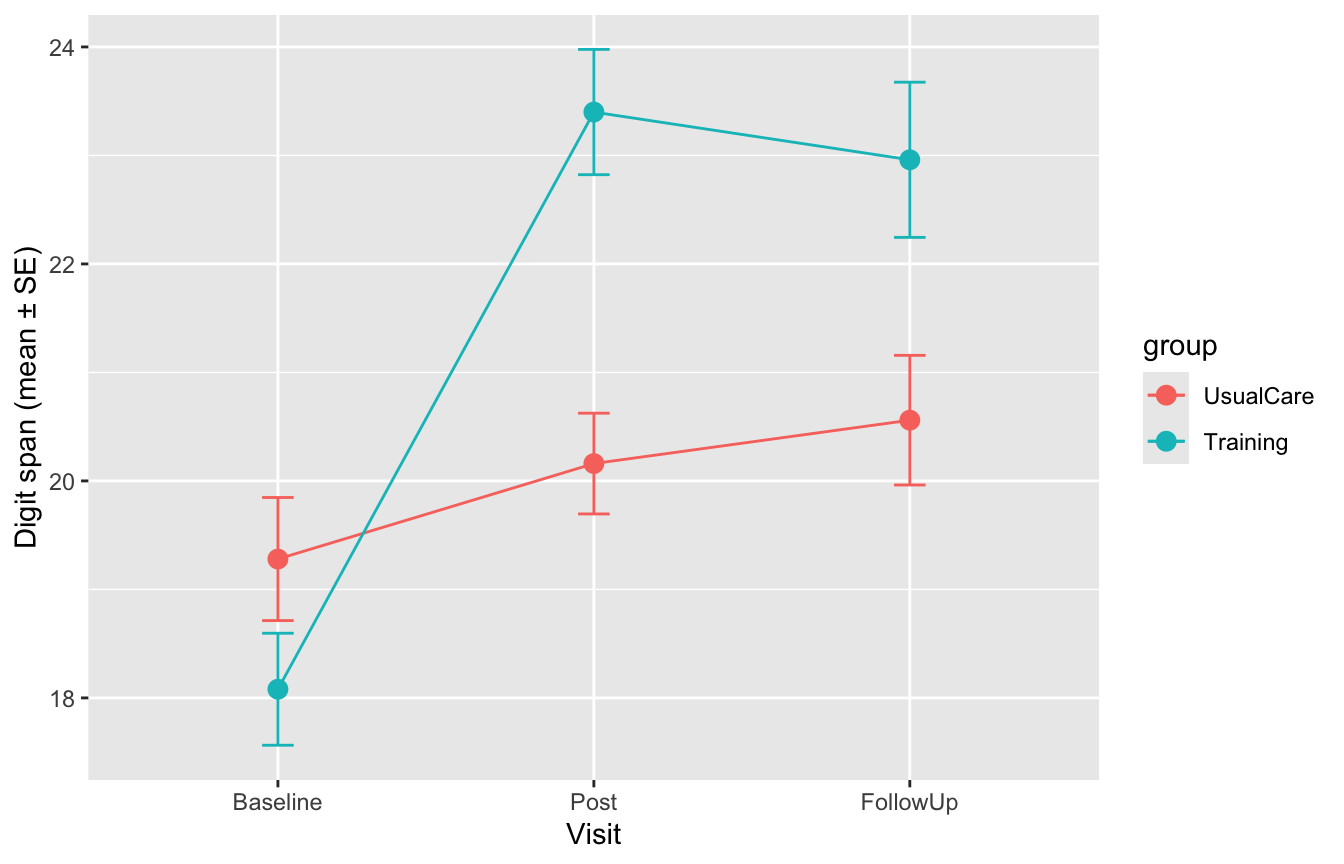 24
22
20
18
Digit span (mean ± SE)
Baseline
Post
FollowUp
Visit
group
UsualCare
Training